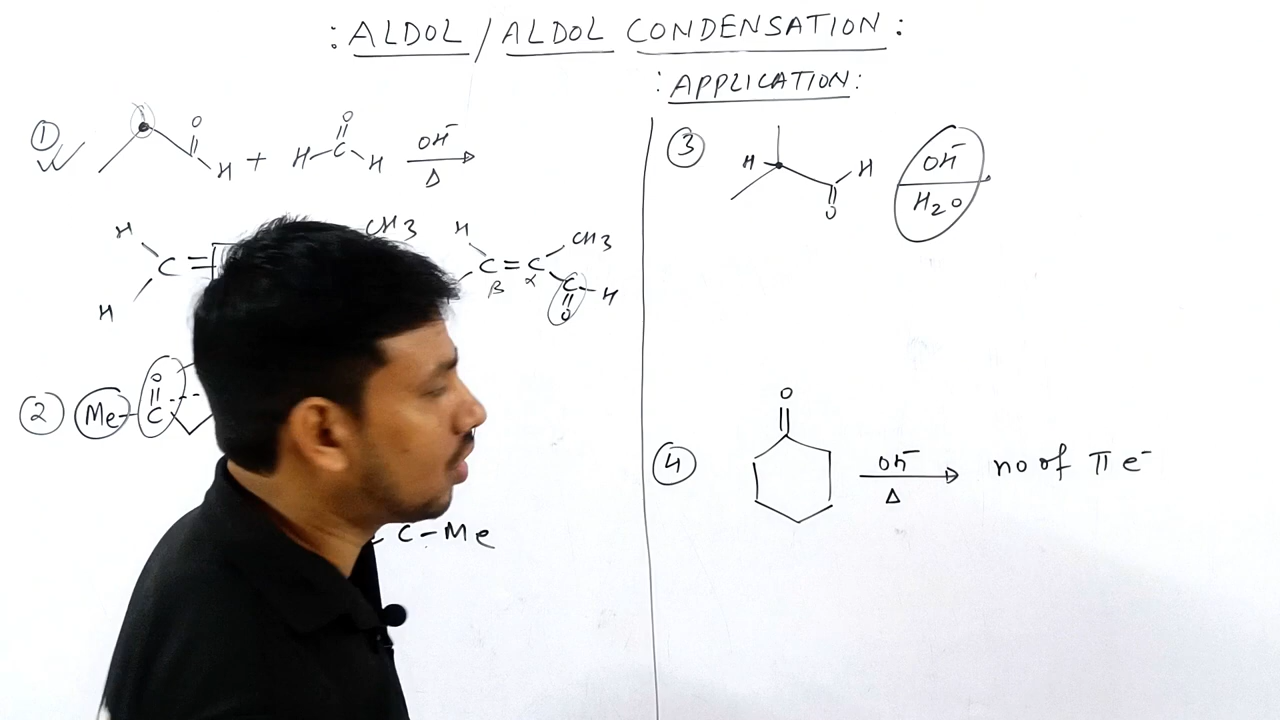 : ALDOL / ALDOL CONDENSATION :
: APPLICATION :
①
O
H + H-C-H
O
OH⁻
Δ
H
C =
H
CH3
H
C = C
CH3
β α
C-H
O
② Me-C
O
C-Me
③
H
H
O
OH⁻
H2O
④
O
OH⁻
Δ
no of π e⁻